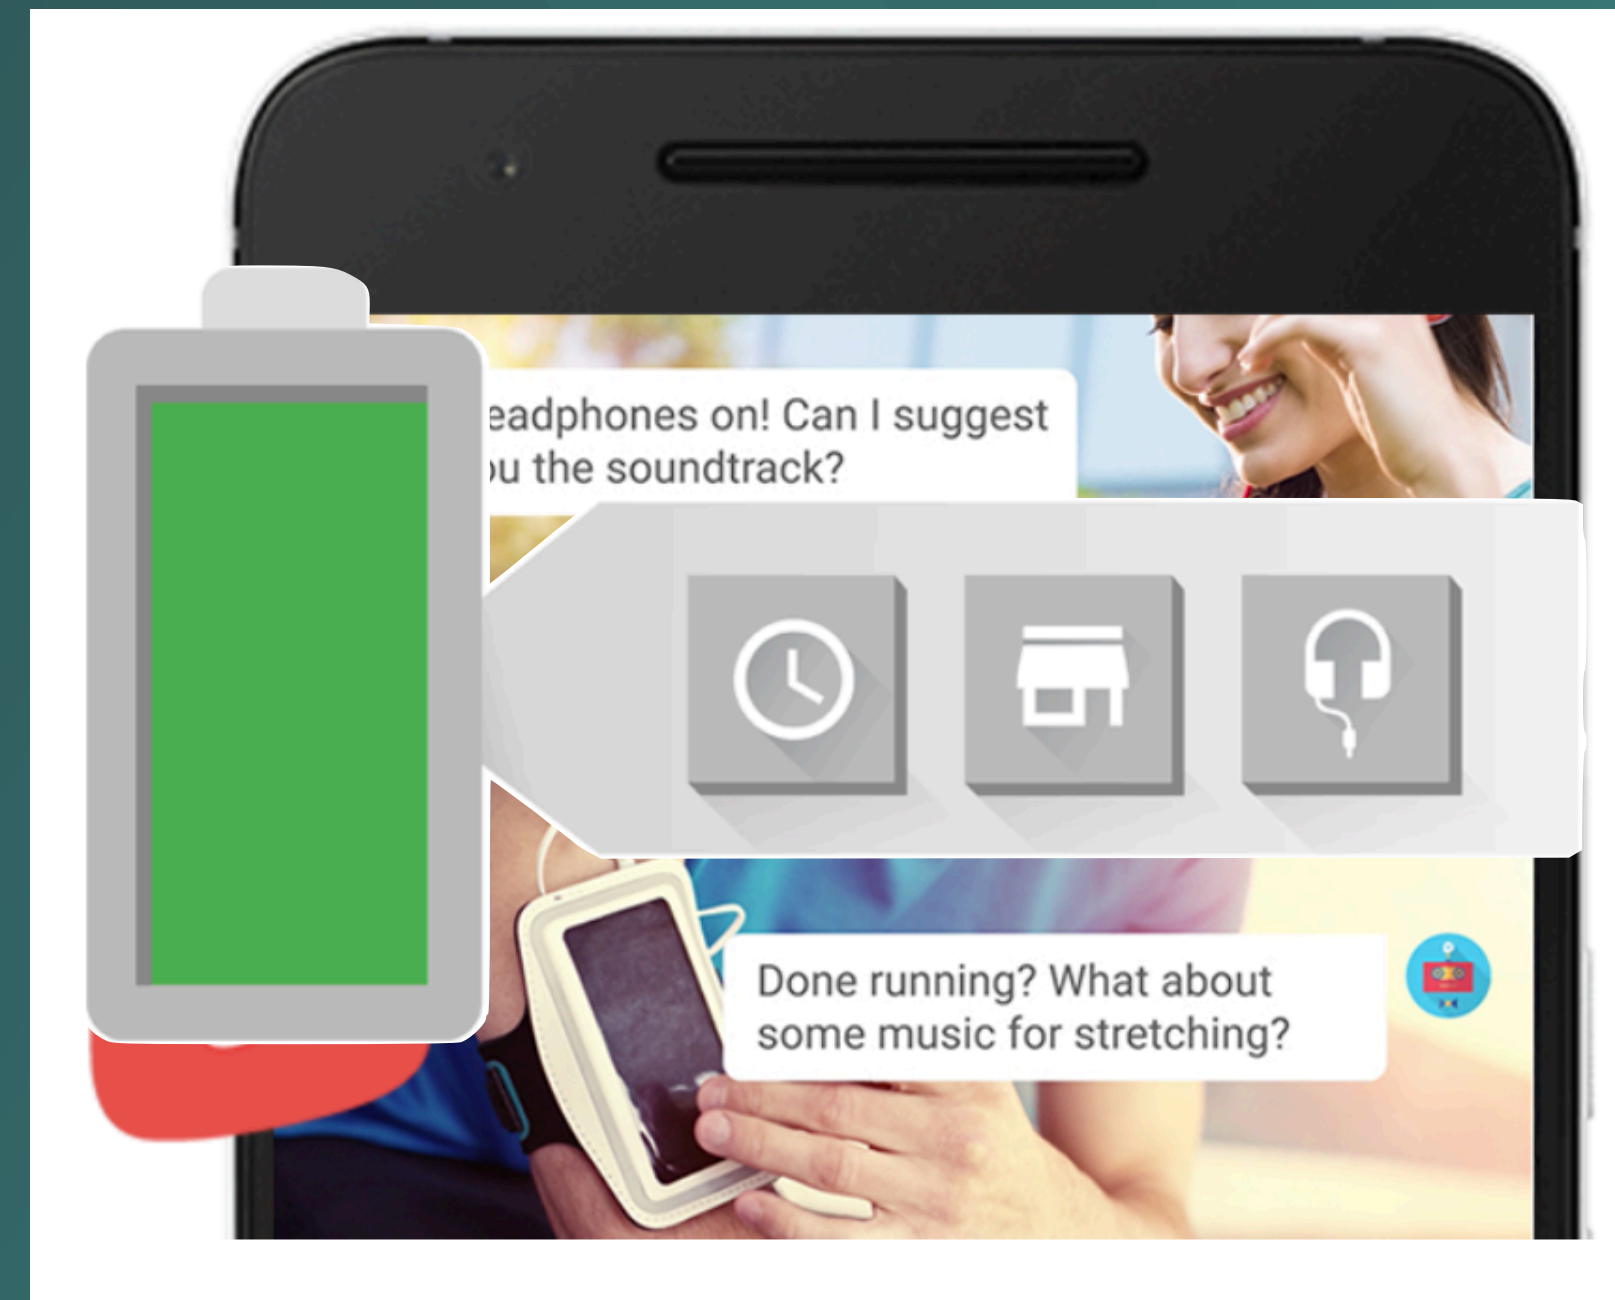 eadphones on! Can I suggest
u the soundtrack?
Done running? What about
some music for stretching?